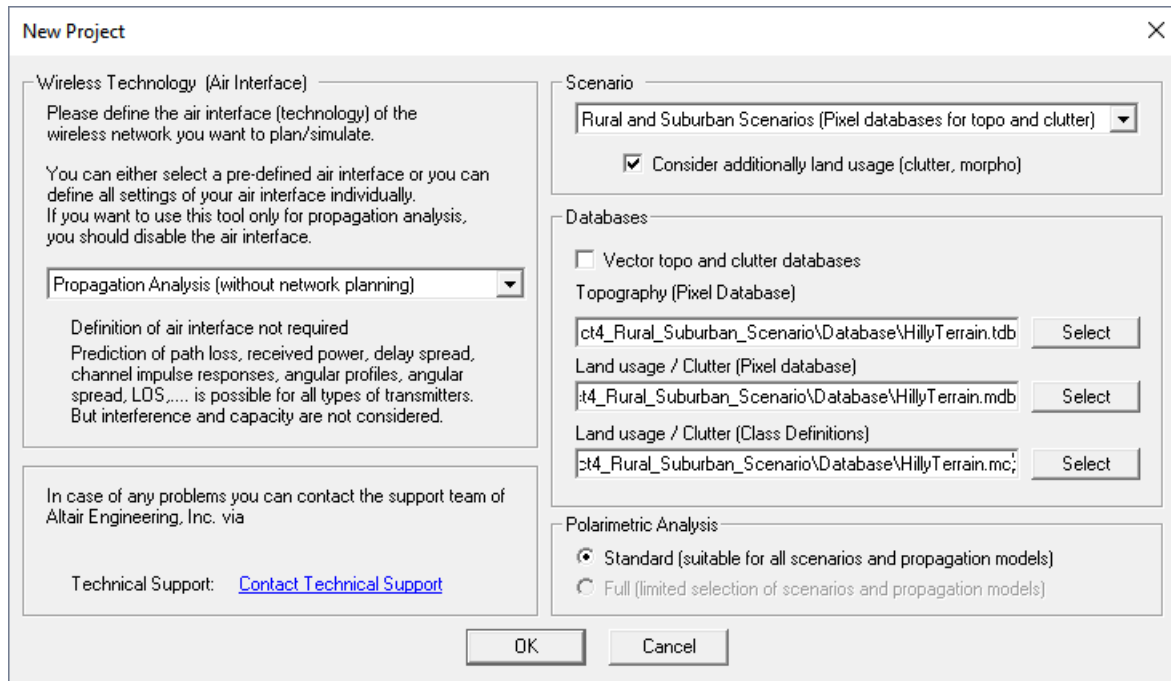 New Project
Wireless Technology (Air Interface)
Please define the air interface (technology) of the
wireless network you want to plan/simulate.
You can either select a pre-defined air interface or you can
define all settings of your air interface individually.
If you want to use this tool only for propagation analysis,
you should disable the air interface.
Propagation Analysis (without network planning)
Definition of air interface not required
Prediction of path loss, received power, delay spread,
channel impulse responses, angular profiles, angular
spread, LOS,.... is possible for all types of transmitters.
But interference and capacity are not considered.
In case of any problems you can contact the support team of
Altair Engineering, Inc. via
Technical Support: Contact Technical Support
Scenario
Rural and Suburban Scenarios (Pixel databases for topo and clutter)
Consider additionally land usage (clutter, morpho)
Databases
Vector topo and clutter databases
Topography (Pixel Database)
ct4_Rural_Suburban_Scenario\Database\HillyTerrain.tdb Select
Land usage / Clutter (Pixel database)
ct4_Rural_Suburban_Scenario\Database\HillyTerrain.mdb Select
Land usage / Clutter (Class Definitions)
ct4_Rural_Suburban_Scenario\Database\HillyTerrain.mc Select
Polarimetric Analysis
Standard (suitable for all scenarios and propagation models)
Full (limited selection of scenarios and propagation models)
OK Cancel